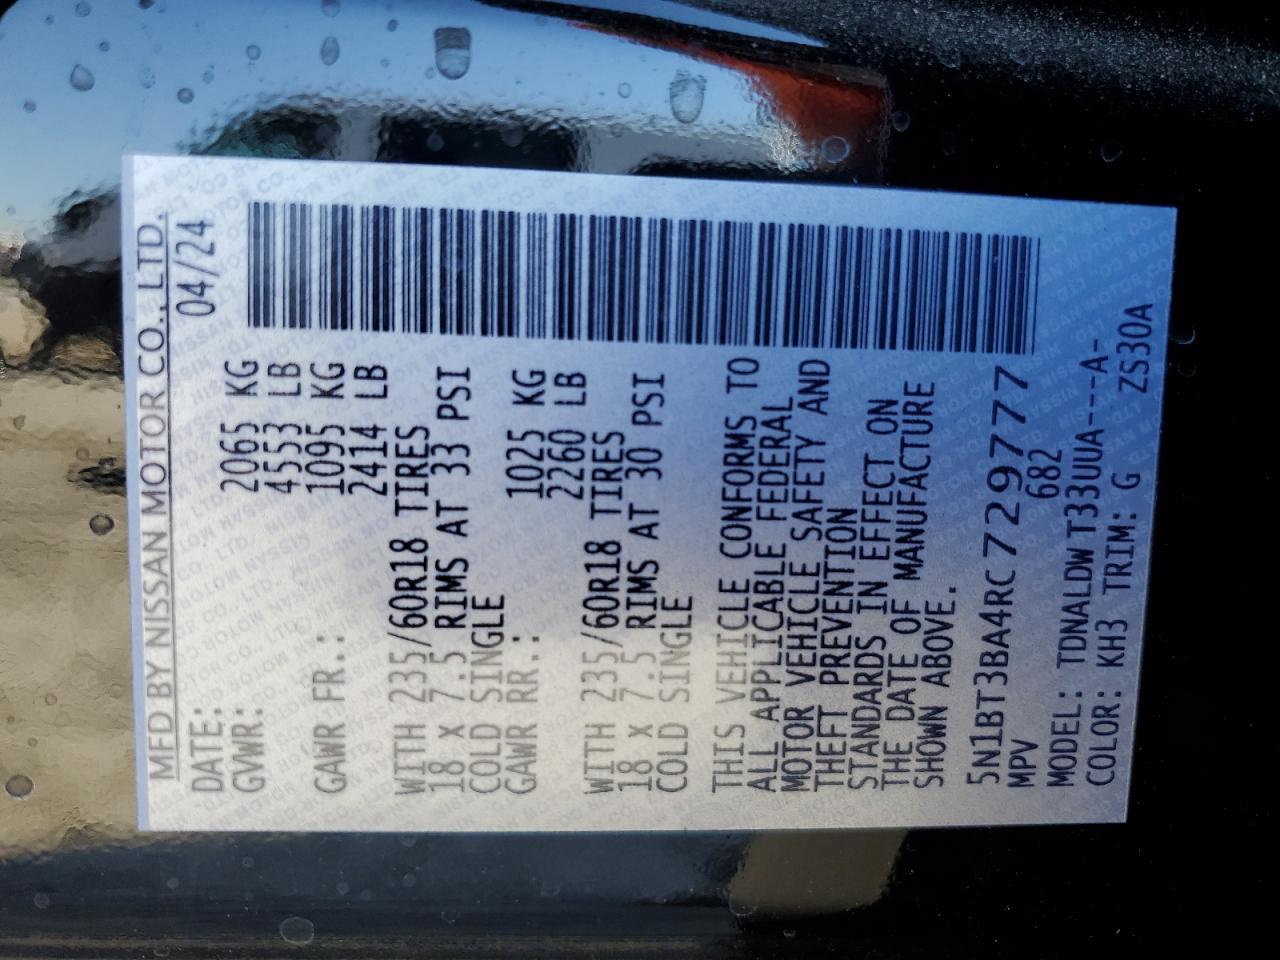 MFD BY NISSAN MOTOR CO., LTD.
DATE: 04/24
GVWR: 2065 KG
4553 LB
GAWR FR.: 1095 KG
2414 LB
WITH 235/60R18 TIRES
18 X 7.5 RIMS AT 33 PSI
COLD SINGLE
GAWR RR.: 1025 KG
2260 LB
WITH 235/60R18 TIRES
18 X 7.5 RIMS AT 30 PSI
COLD SINGLE
THIS VEHICLE CONFORMS TO
ALL APPLICABLE FEDERAL
MOTOR VEHICLE SAFETY AND
THEFT PREVENTION
STANDARDS IN EFFECT ON
THE DATE OF MANUFACTURE
SHOWN ABOVE.
5N1BT3BA4RC729777
MPV 682
MODEL: TDNALDWT33UUA---A-
COLOR: KH3 TRIM: G ZS30A